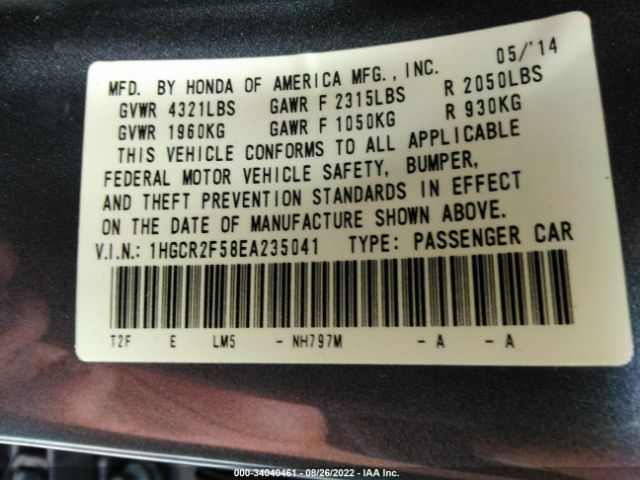 MFD. BY HONDA OF AMERICA MFG., INC. 05/'14
GVWR 4321LBS GAWR F 2315LBS R 2050LBS
GVWR 1960KG GAWR F 1050KG R 930KG
THIS VEHICLE CONFORMS TO ALL APPLICABLE
FEDERAL MOTOR VEHICLE SAFETY, BUMPER,
AND THEFT PREVENTION STANDARDS IN EFFECT
ON THE DATE OF MANUFACTURE SHOWN ABOVE.
V.I.N.: 1HGCR2F58EA235041 TYPE: PASSENGER CAR
T2F E LM5 - NH797M - A - A
000-34040461 - 08/26/2022 - IAA Inc.